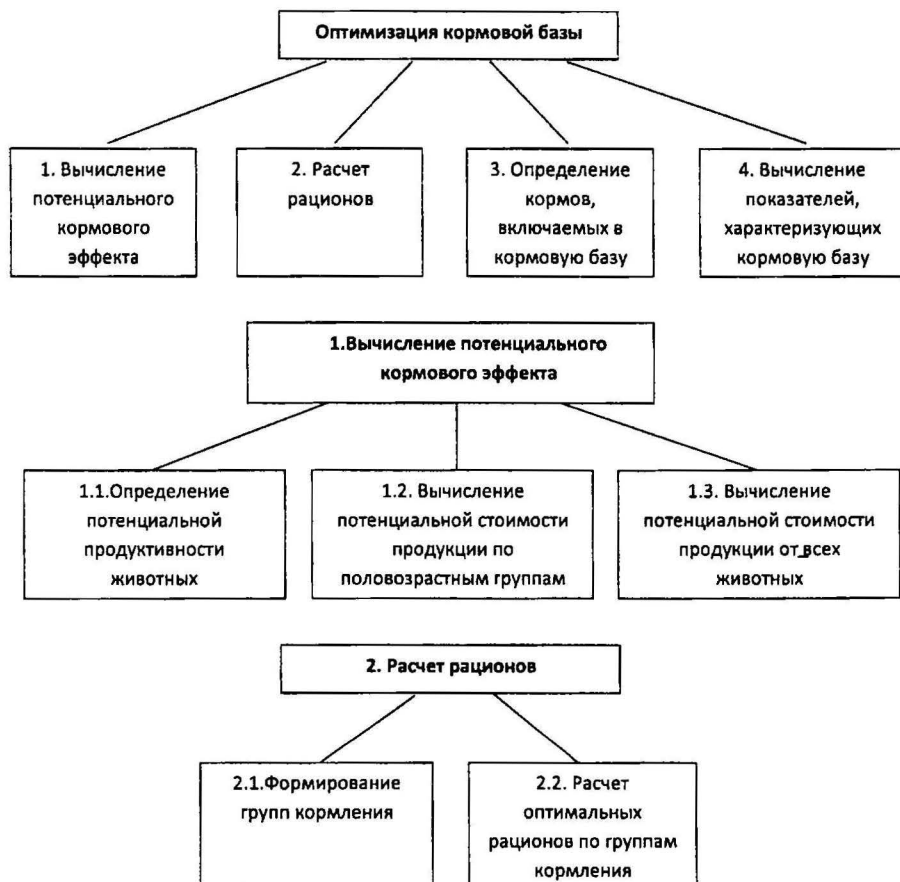 Оптимизация кормовой базы
1. Вычисление
потенциального
кормового
эффекта
2. Расчет
рационов
3. Определение
кормов,
включаемых в
кормовую базу
4. Вычисление
показателей,
характеризующих
кормовую базу
1.Вычисление потенциального
кормового эффекта
1.1.Определение
потенциальной
продуктивности
животных
1.2. Вычисление
потенциальной стоимости
продукции по
половозрастным группам
1.3. Вычисление
потенциальной стоимости
продукции от всех
животных
2. Расчет рационов
2.1.Формирование
групп кормления
2.2. Расчет
оптимальных
рационов по группам
кормления